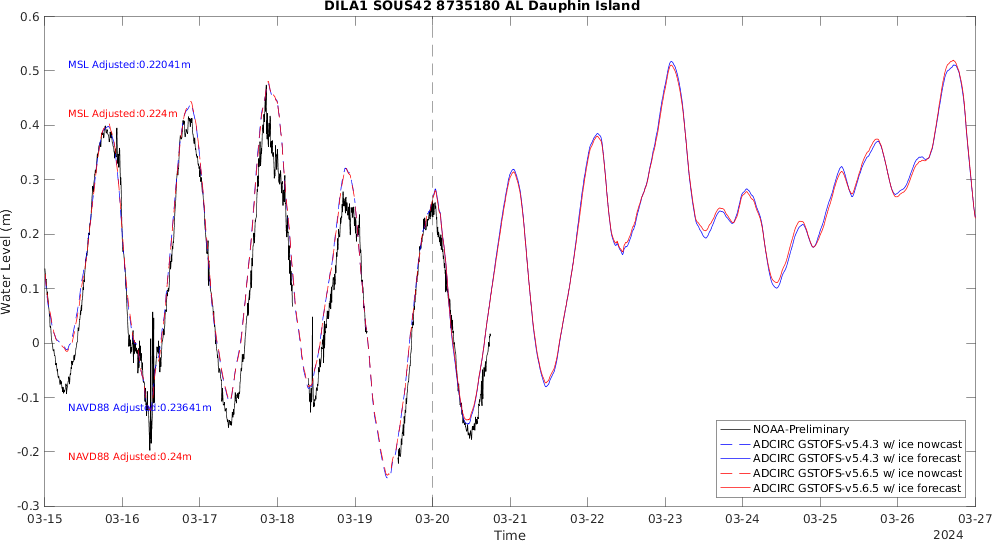 DILA1 SOUS42 8735180 AL Dauphin Island
0.6
0.5
0.4
0.3
0.2
0.1
0
-0.1
-0.2
-0.3
Water Level (m)
MSL Adjusted:0.22041m
MSL Adjusted:0.224m
NAVD88 Adjusted:0.23641m
NAVD88 Adjusted:0.24m
NOAA-Preliminary
ADCIRC GSTOFS-v5.4.3 w/ ice nowcast
ADCIRC GSTOFS-v5.4.3 w/ ice forecast
ADCIRC GSTOFS-v5.6.5 w/ ice nowcast
ADCIRC GSTOFS-v5.6.5 w/ ice forecast
03-15 03-16 03-17 03-18 03-19 03-20 03-21 03-22 03-23 03-24 03-25 03-26 03-27
Time
2024